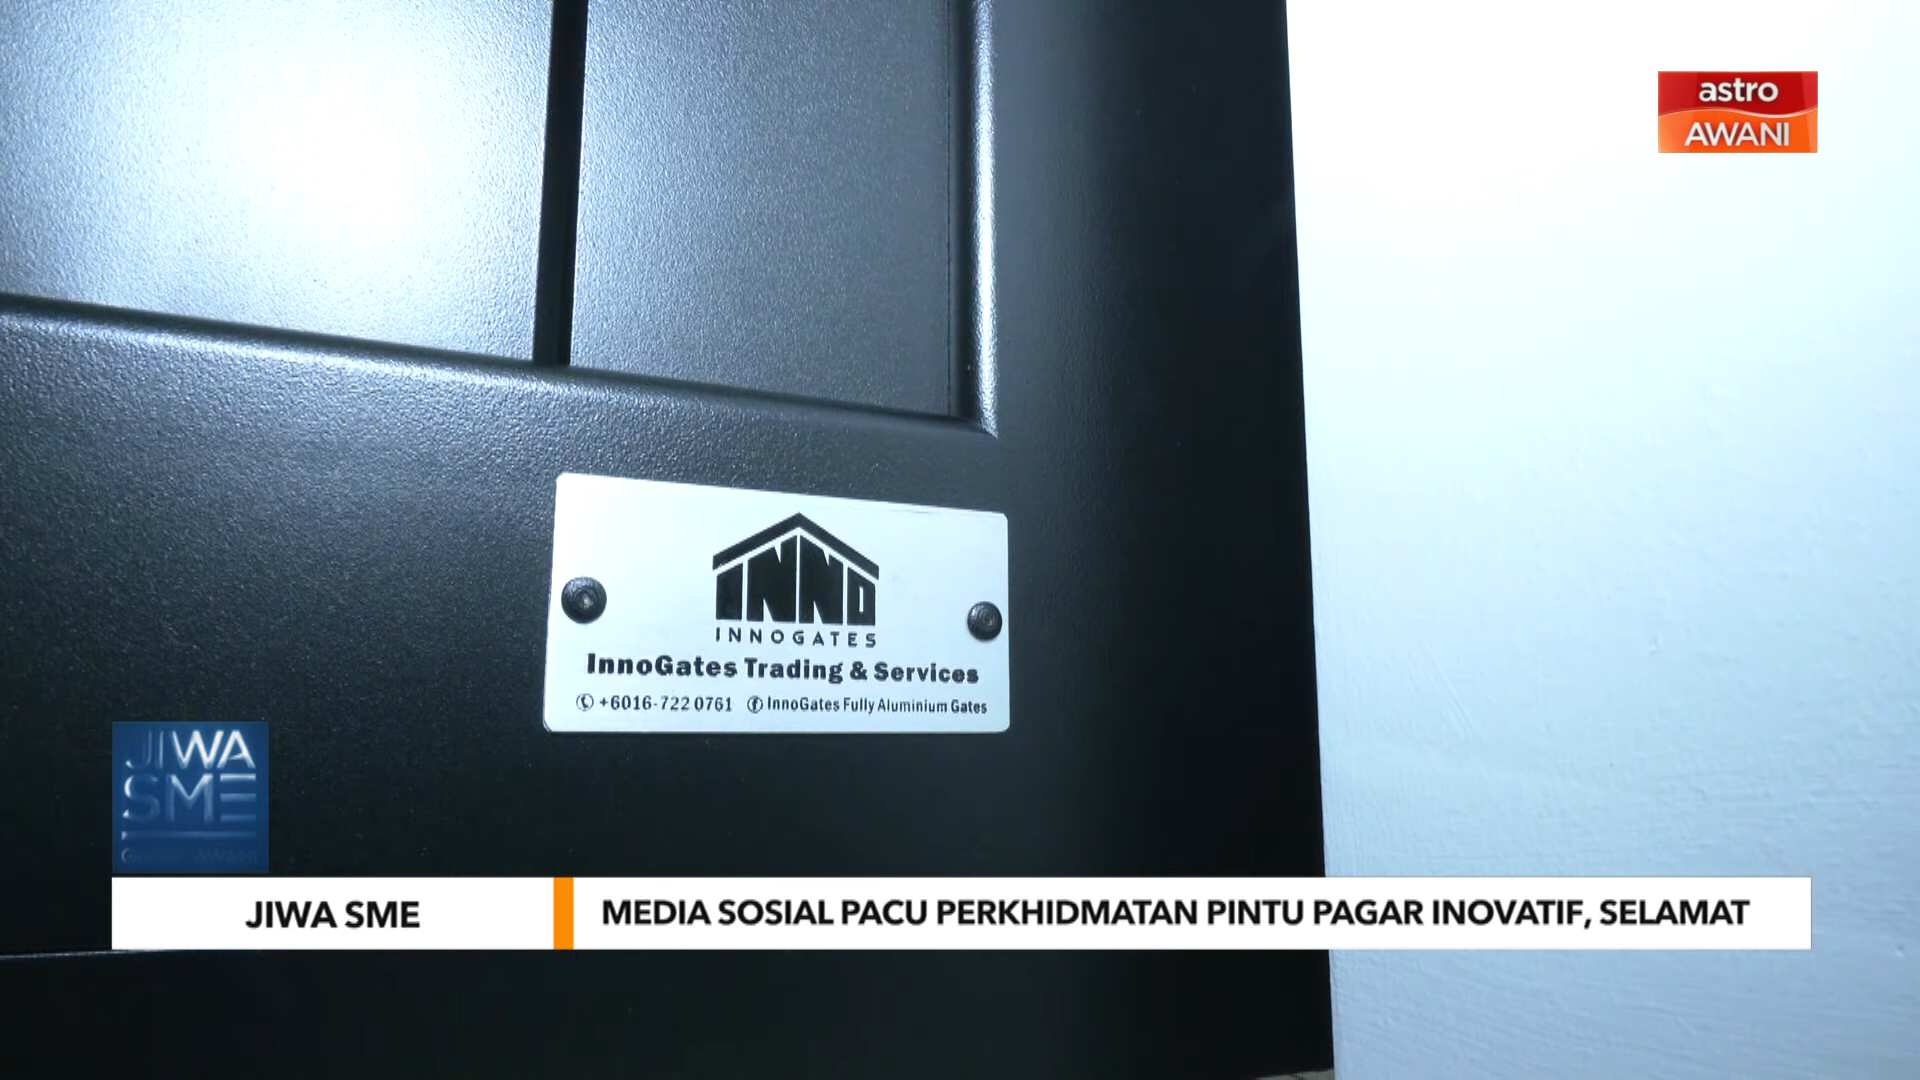 astro
AWANI
INNO
INNOGATES
InnoGates Trading & Services
+6016-722 0761 InnoGates Fully Aluminium Gates
JIWA
SME
AWANI
JIWA SME
MEDIA SOSIAL PACU PERKHIDMATAN PINTU PAGAR INOVATIF, SELAMAT